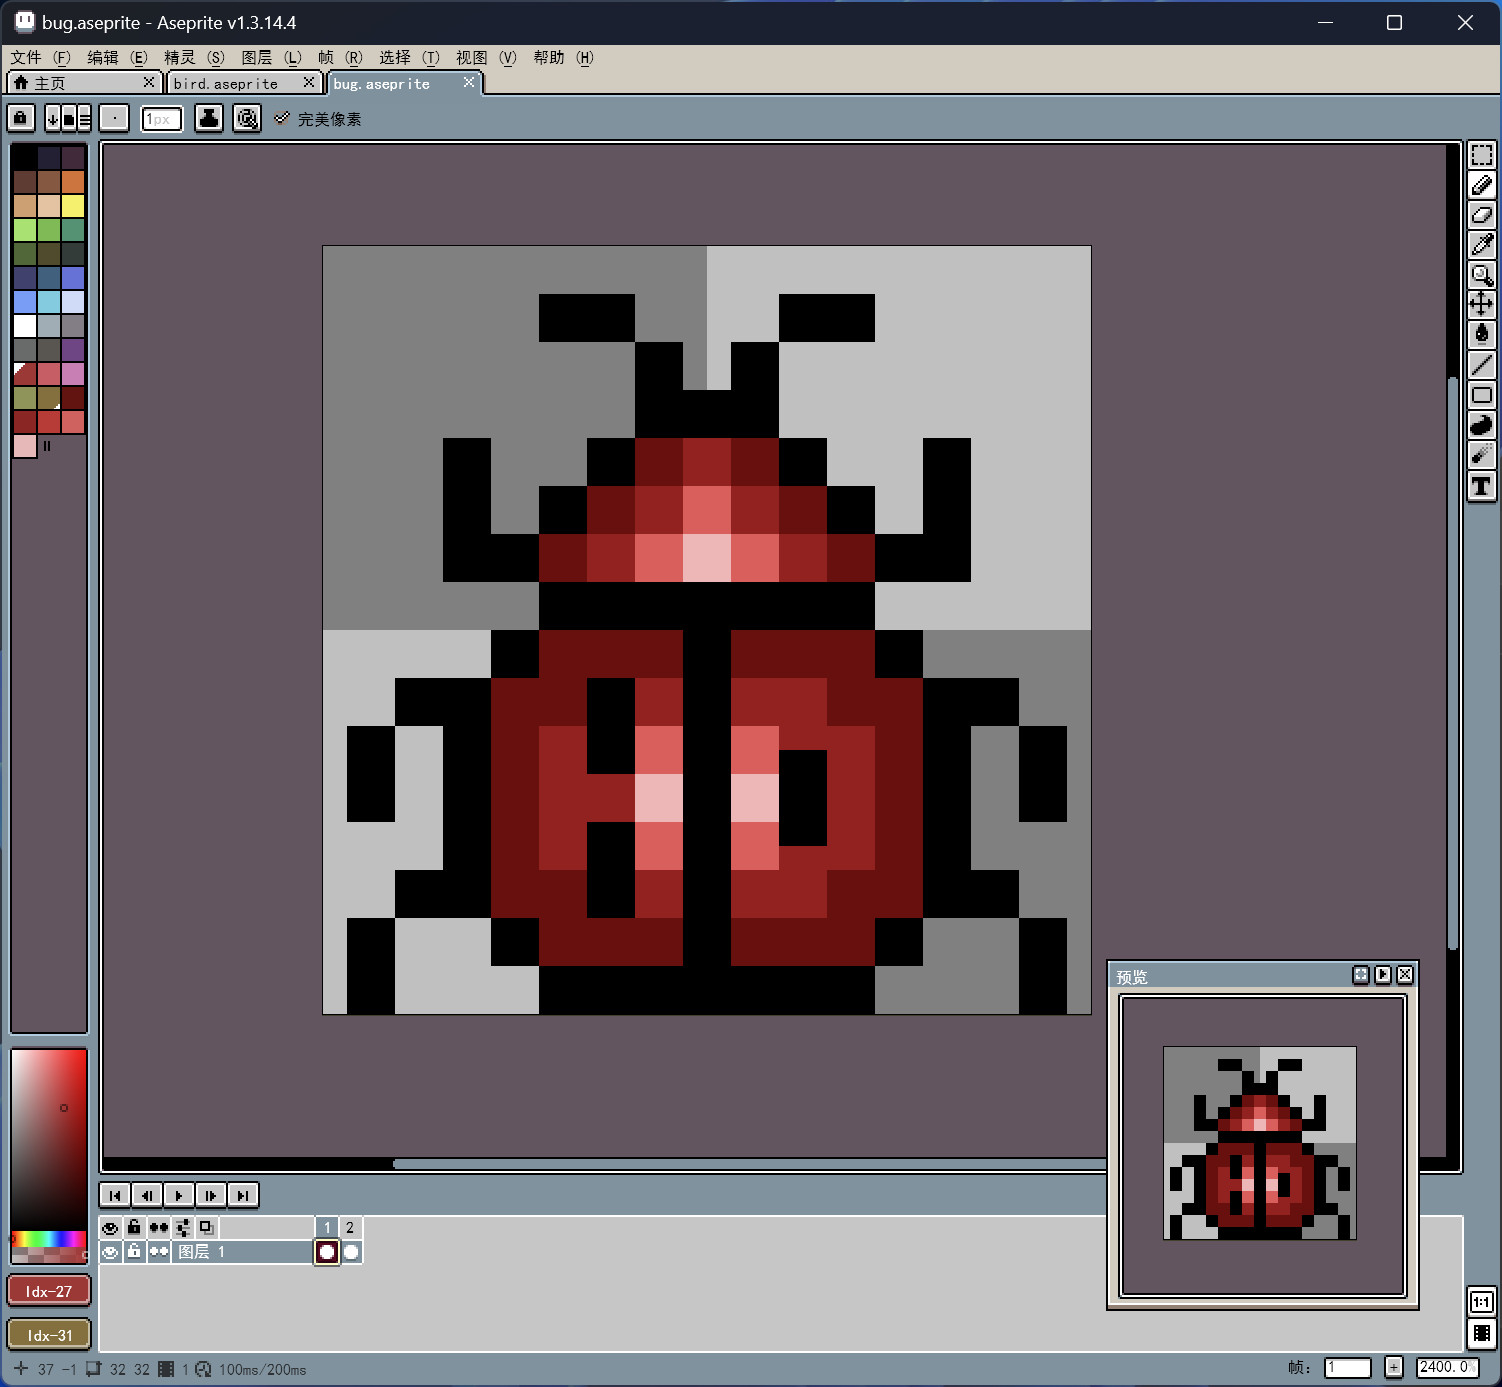 bug.aseprite - Aseprite v1.3.14.4
文件 (F) 编辑 (E) 精灵 (S) 图层 (L) 帧 (R) 选择 (T) 视图 (V) 帮助 (H)
主页 bird.aseprite bug.aseprite
1px 完美像素
预览
1 2
图层 1
Idx-27
Idx-31
1:1
37 -1 32 32 1 100ms/200ms 帧: 1 + 2400.0